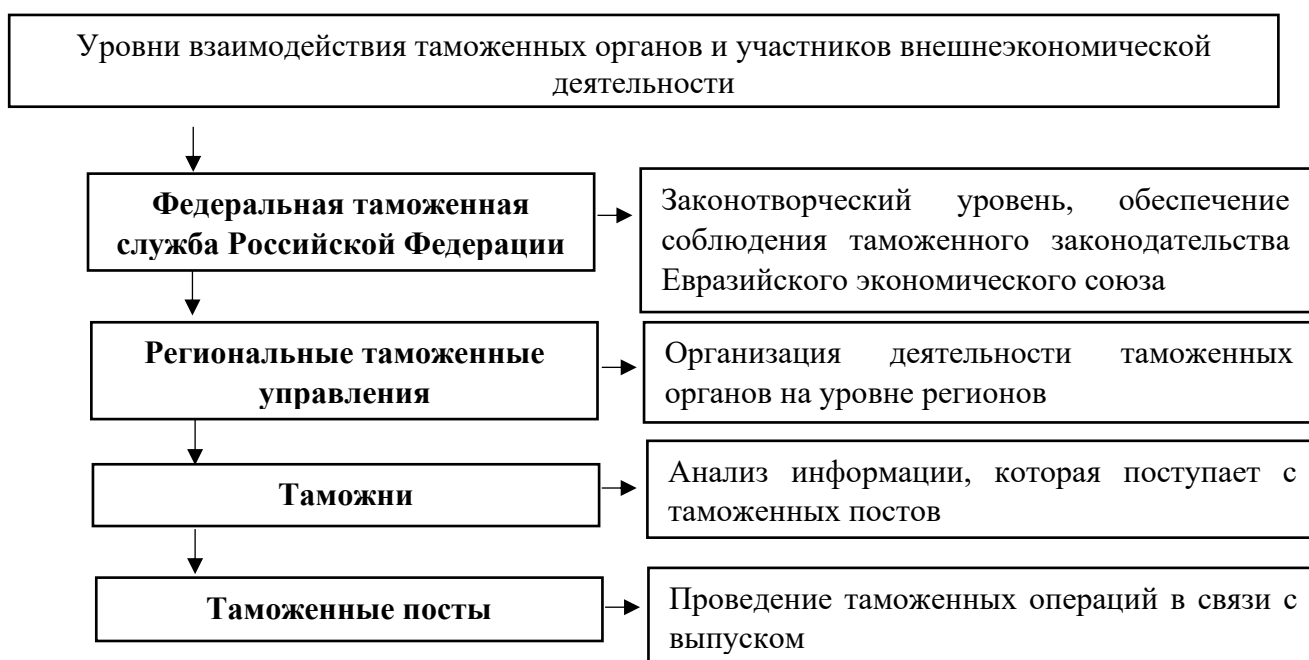 Уровни взаимодействия таможенных органов и участников внешнеэкономической
деятельности
Федеральная таможенная
служба Российской Федерации
Законотворческий уровень, обеспечение
соблюдения таможенного законодательства
Евразийского экономического союза
Региональные таможенные
управления
Организация деятельности таможенных
органов на уровне регионов
Таможни
Анализ информации, которая поступает с
таможенных постов
Таможенные посты
Проведение таможенных операций в связи с
выпуском